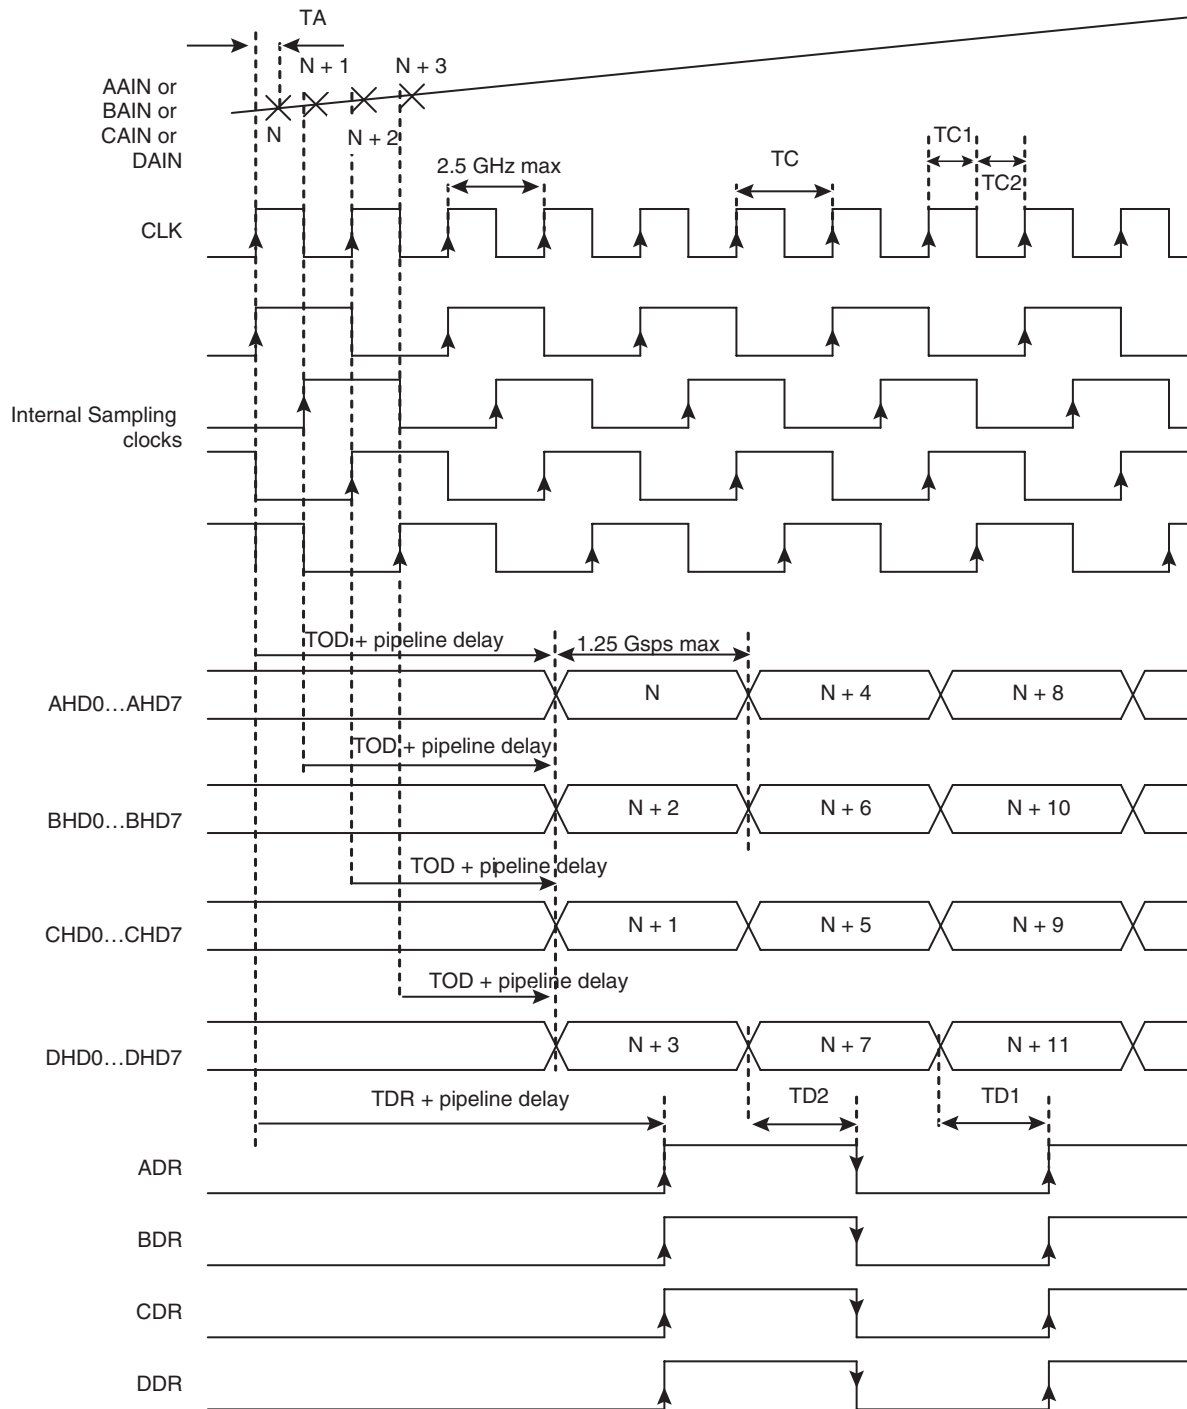 TA
N + 1
N + 3
AAIN or
BAIN or
CAIN or
DAIN
N
N + 2
2.5 GHz max
TC
TC1
TC2
CLK
Internal Sampling
clocks
TOD + pipeline delay
1.25 Gsps max
AHD0…AHD7
N
N + 4
N + 8
TOD + pipeline delay
BHD0…BHD7
N + 2
N + 6
N + 10
TOD + pipeline delay
CHD0…CHD7
N + 1
N + 5
N + 9
TOD + pipeline delay
DHD0…DHD7
N + 3
N + 7
N + 11
TDR + pipeline delay
TD2
TD1
ADR
BDR
CDR
DDR